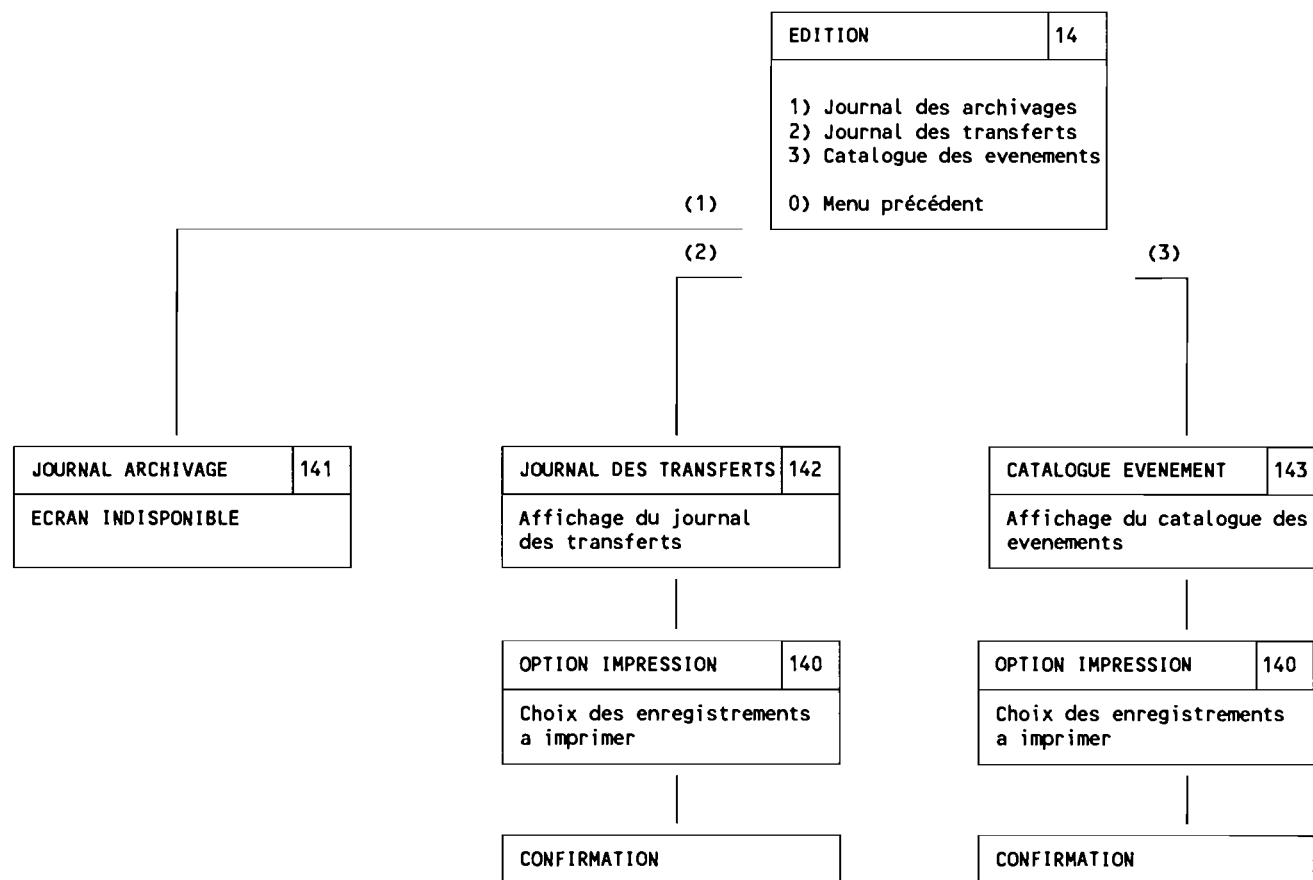 EDITION 14
1) Journal des archivages
2) Journal des transferts
3) Catalogue des evenements
0) Menu précédent
(1)
(2)
(3)
JOURNAL ARCHIVAGE 141
ECRAN INDISPONIBLE
JOURNAL DES TRANSFERTS 142
Affichage du journal
des transferts
CATALOGUE EVENEMENT 143
Affichage du catalogue des
evenements
OPTION IMPRESSION 140
Choix des enregistrements
a imprimer
OPTION IMPRESSION 140
Choix des enregistrements
a imprimer
CONFIRMATION
CONFIRMATION